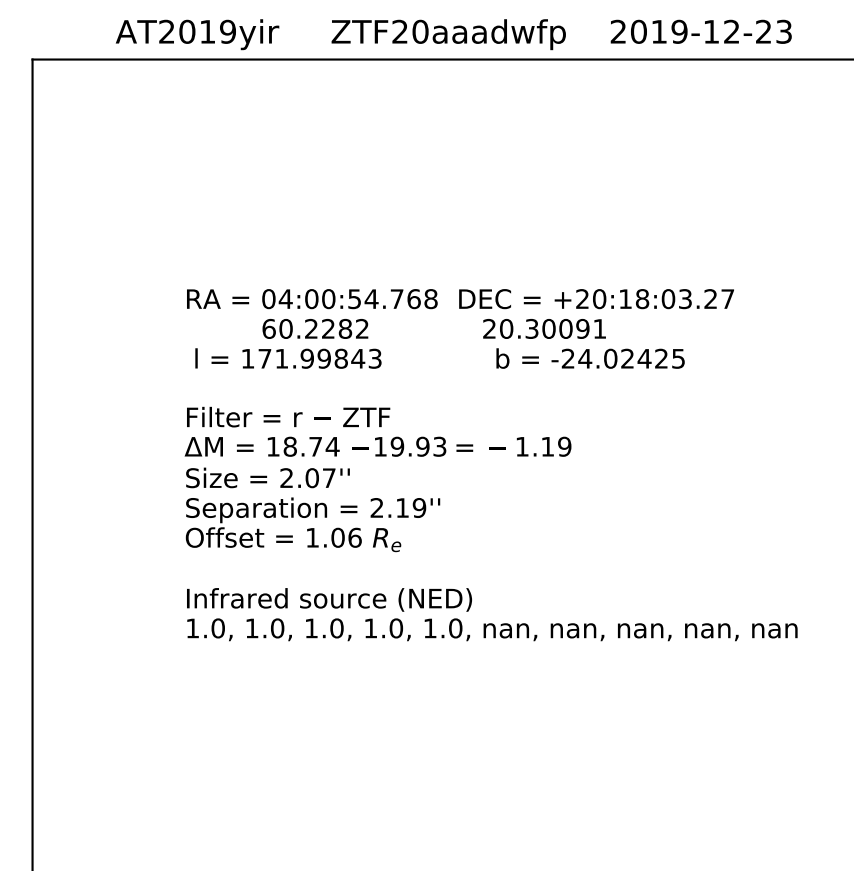 AT2019yir ZTF20aaadwfp 2019-12-23
RA = 04:00:54.768 DEC = +20:18:03.27
60.2282 20.30091
l = 171.99843 b = -24.02425
Filter = r − ZTF
ΔM = 18.74 −19.93 = − 1.19
Size = 2.07''
Separation = 2.19''
Offset = 1.06 Re
Infrared source (NED)
1.0, 1.0, 1.0, 1.0, 1.0, nan, nan, nan, nan, nan